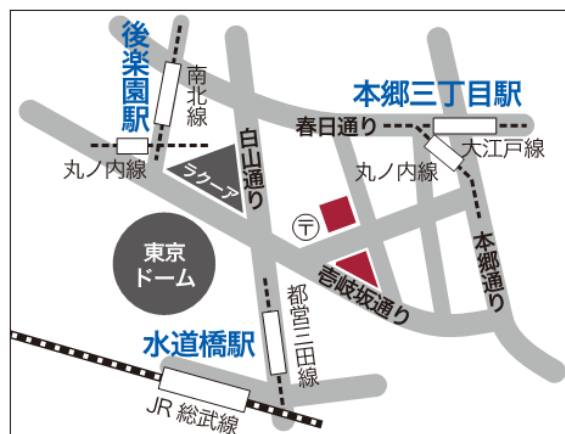 後楽園駅
南北線
丸ノ内線
ラクーア
白山通り
本郷三丁目駅
春日通り
大江戸線
丸ノ内線
〒
東京
ドーム
壱岐坂通り
本郷通り
都営三田線
水道橋駅
JR 総武線